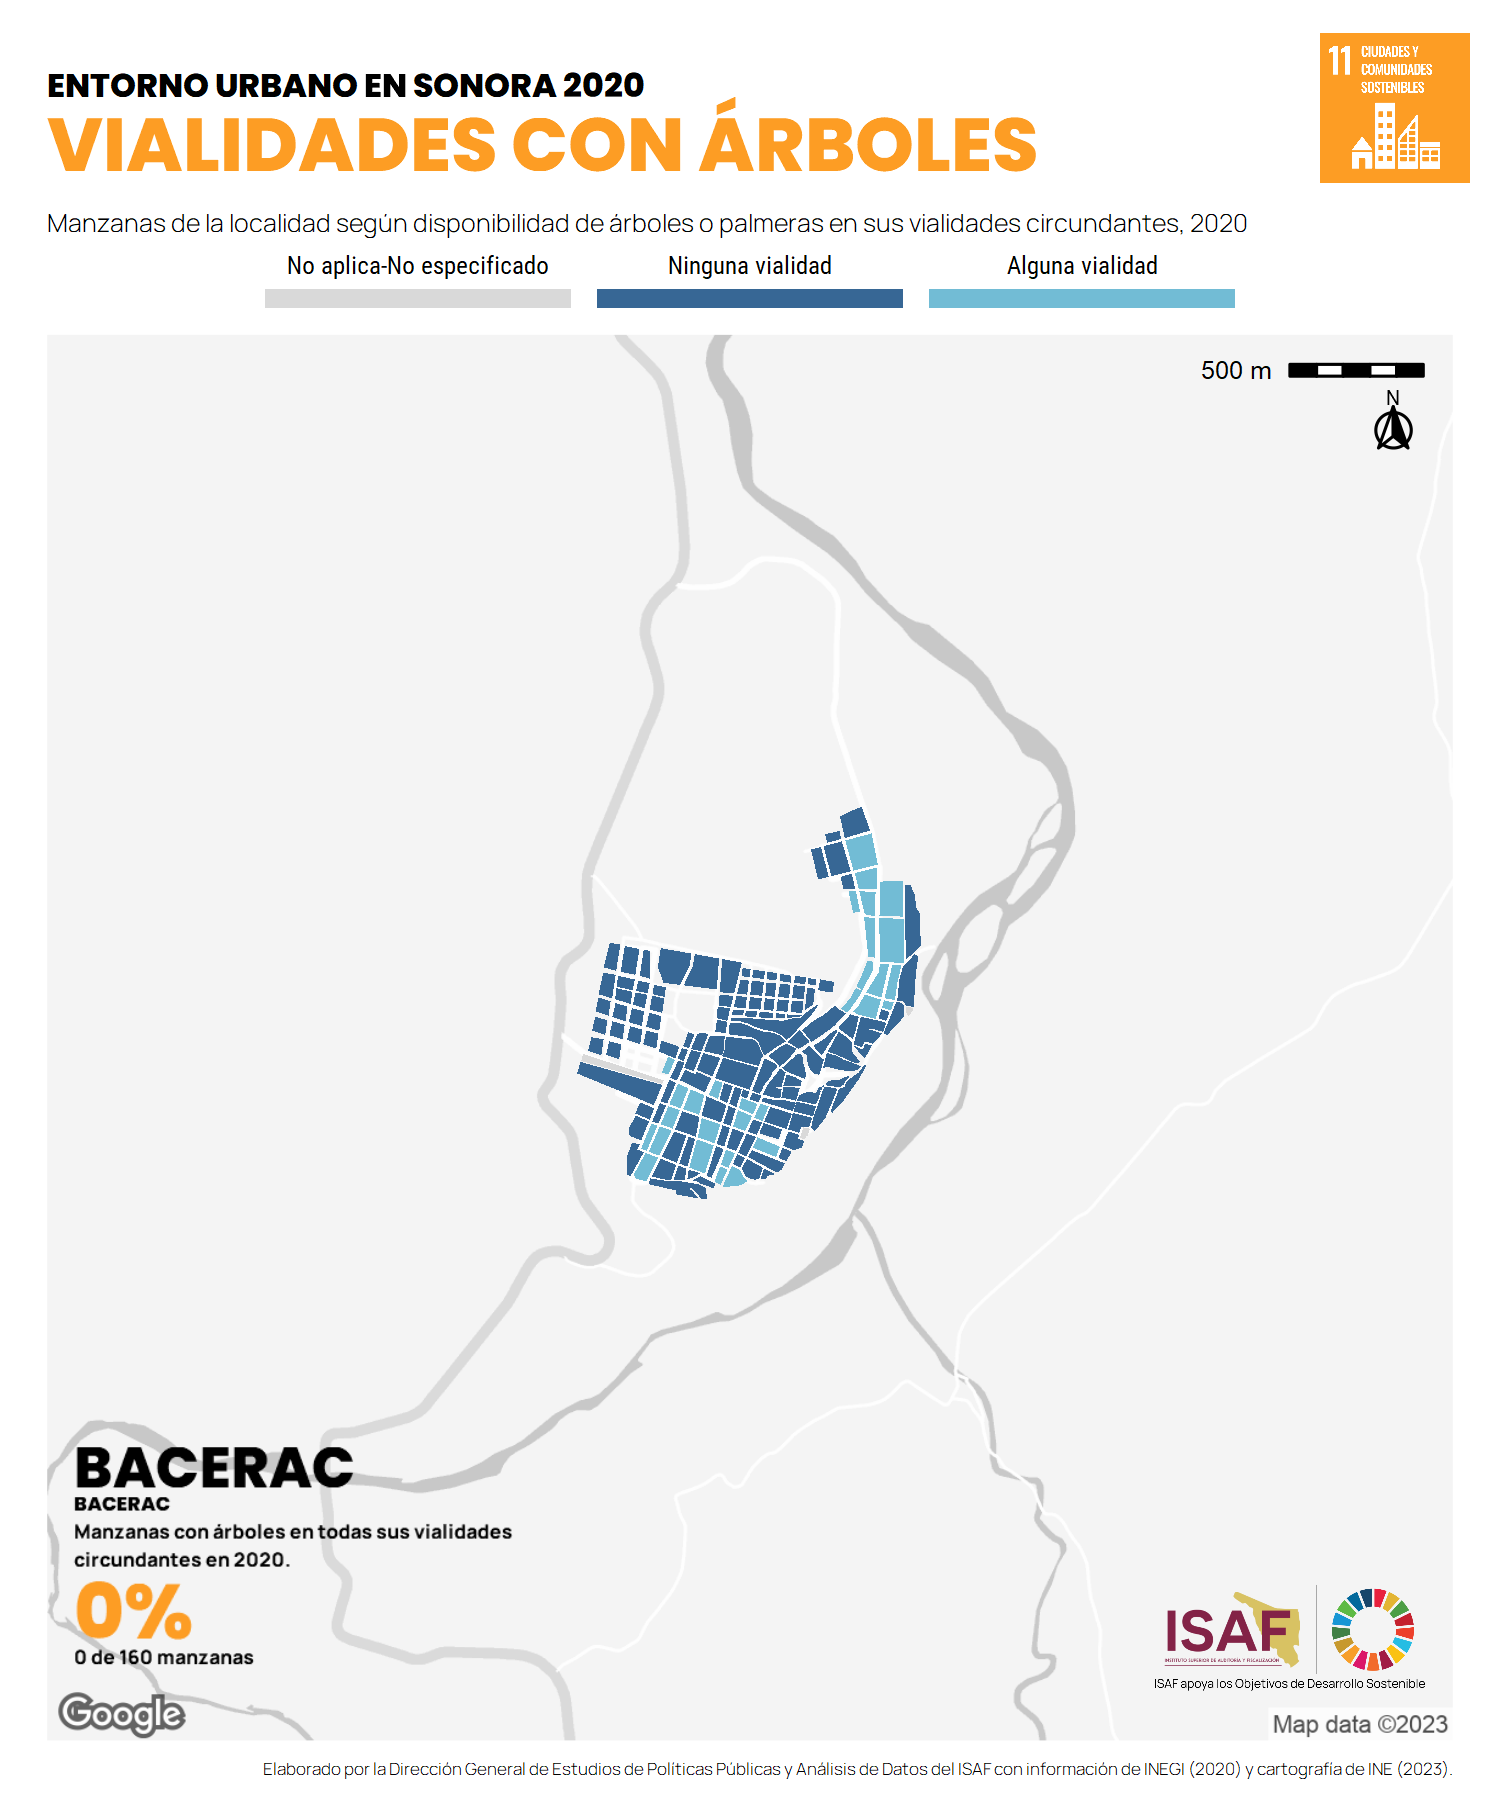 ENTORNO URBANO EN SONORA 2020
VIALIDADES CON ÁRBOLES
11 CIUDADES Y
COMUNIDADES
SOSTENIBLES
Manzanas de la localidad según disponibilidad de árboles o palmeras en sus vialidades circundantes, 2020
No aplica-No especificado
Ninguna vialidad
Alguna vialidad
500 m
N
BACERAC
BACERAC
Manzanas con árboles en todas sus vialidades
circundantes en 2020.
0%
0 de 160 manzanas
Google
ISAF
INSTITUTO SUPERIOR DE AUDITORÍA Y FISCALIZACIÓN
ISAF apoya los Objetivos de Desarrollo Sostenible
Map data ©2023
Elaborado por la Dirección General de Estudios de Políticas Públicas y Análisis de Datos del ISAF con información de INEGI (2020) y cartografía de INE (2023).